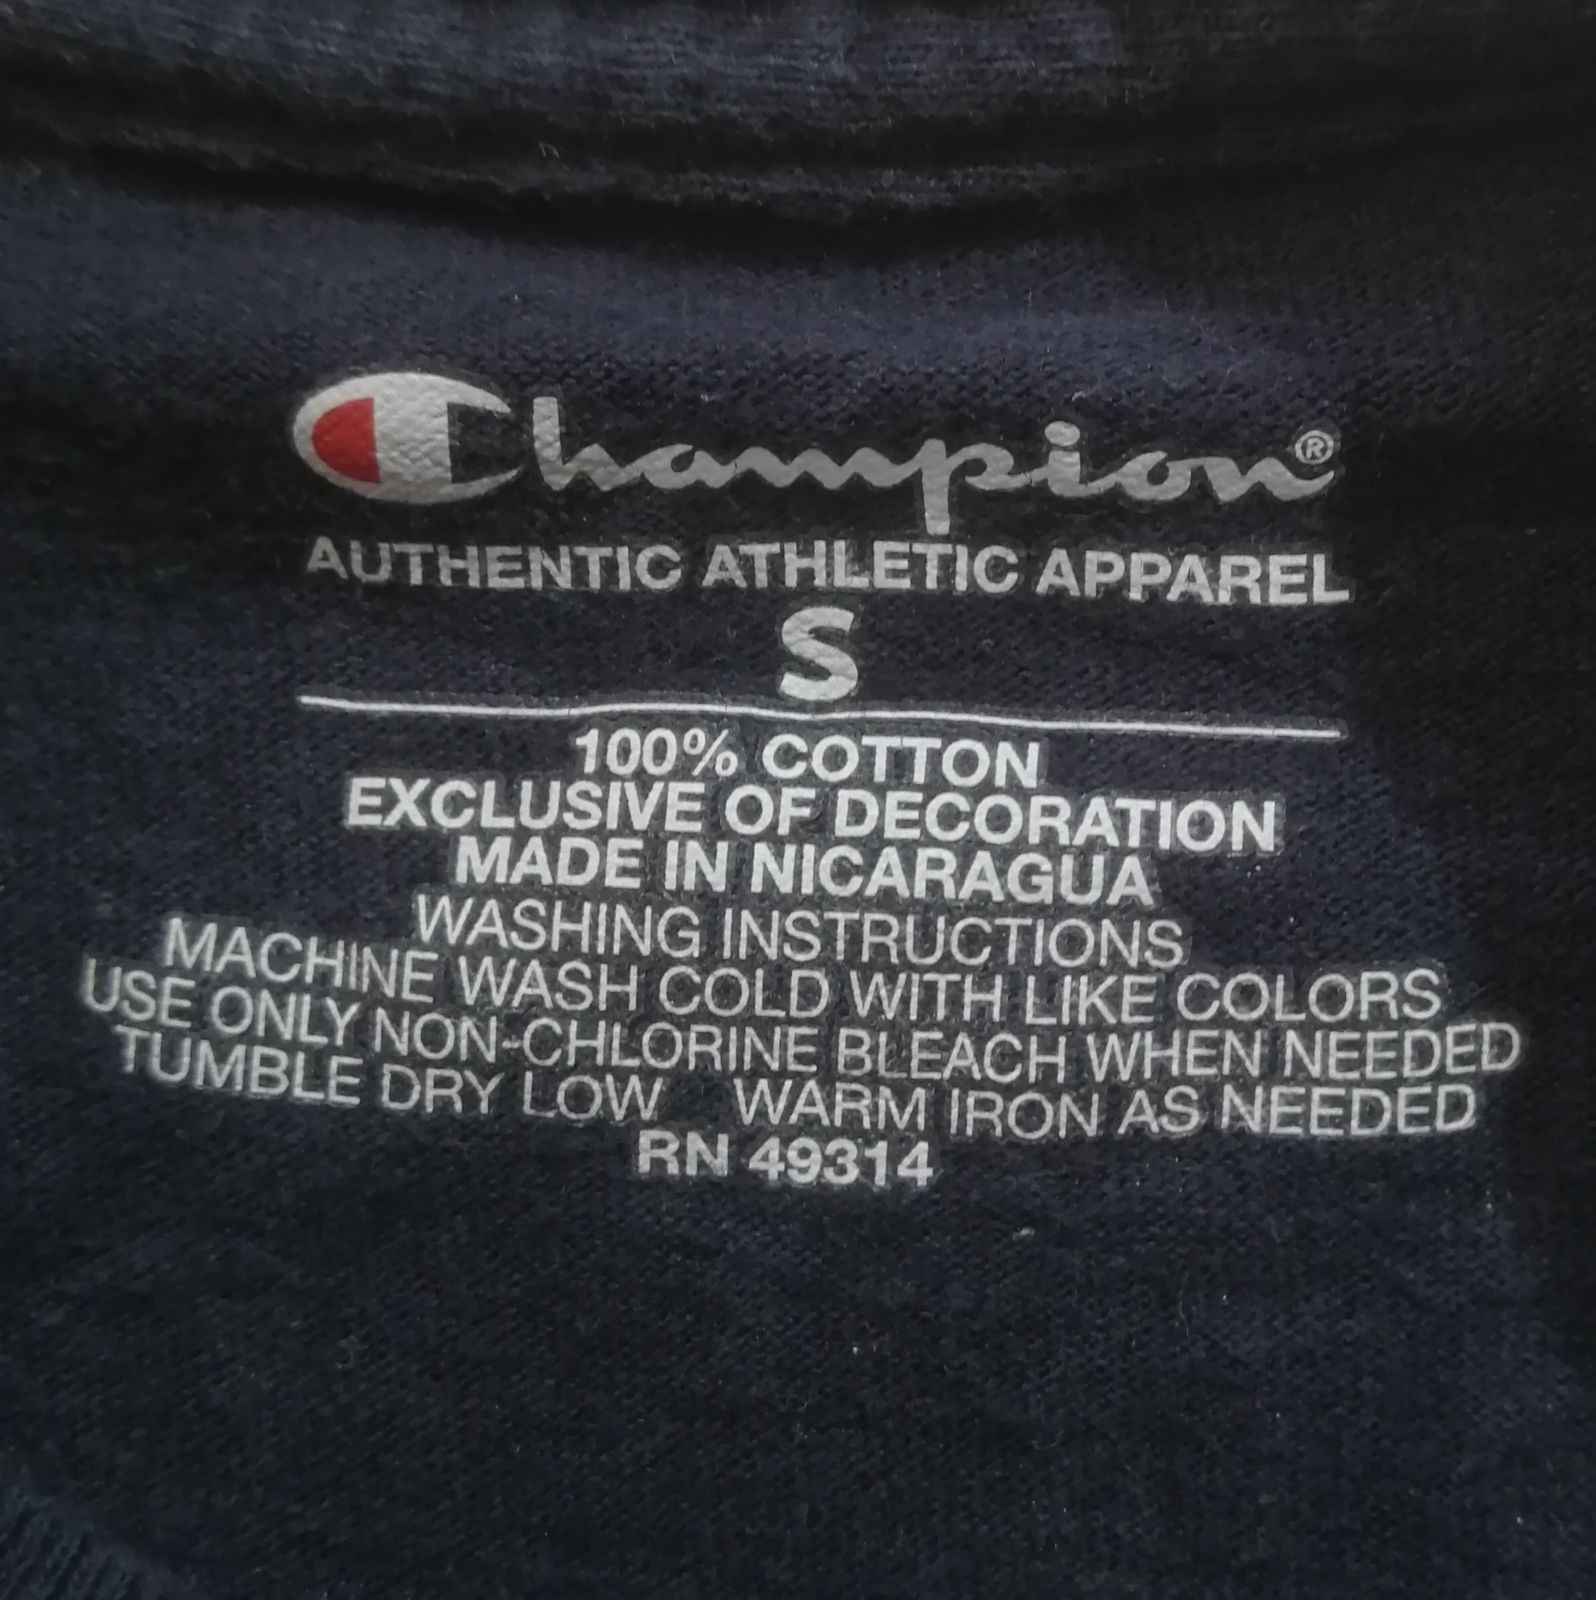 Champion®
AUTHENTIC ATHLETIC APPAREL
S
100% COTTON
EXCLUSIVE OF DECORATION
MADE IN NICARAGUA
WASHING INSTRUCTIONS
MACHINE WASH COLD WITH LIKE COLORS
USE ONLY NON-CHLORINE BLEACH WHEN NEEDED
TUMBLE DRY LOW WARM IRON AS NEEDED
RN 49314